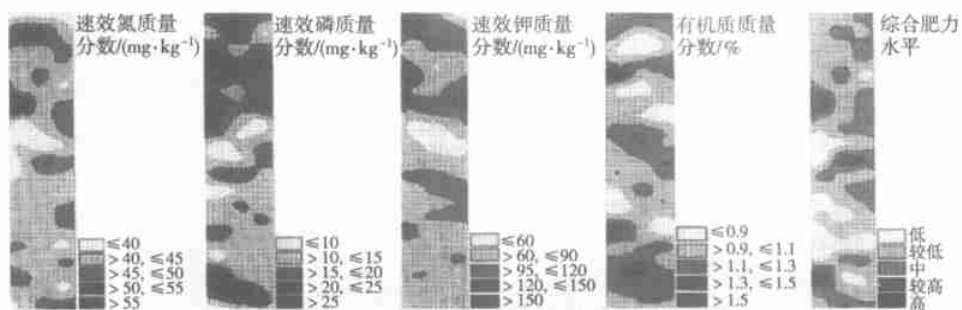 速效氮质量
分数/(mg·kg⁻¹)
≤40
>40, ≤45
>45, ≤50
>50, ≤55
>55
速效磷质量
分数/(mg·kg⁻¹)
≤10
>10, ≤15
>15, ≤20
>20, ≤25
>25
速效钾质量
分数/(mg·kg⁻¹)
≤60
>60, ≤90
>95, ≤120
>120, ≤150
>150
有机质质量
分数/%
≤0.9
>0.9, ≤1.1
>1.1, ≤1.3
>1.3, ≤1.5
>1.5
综合肥力
水平
低
较低
中
较高
高